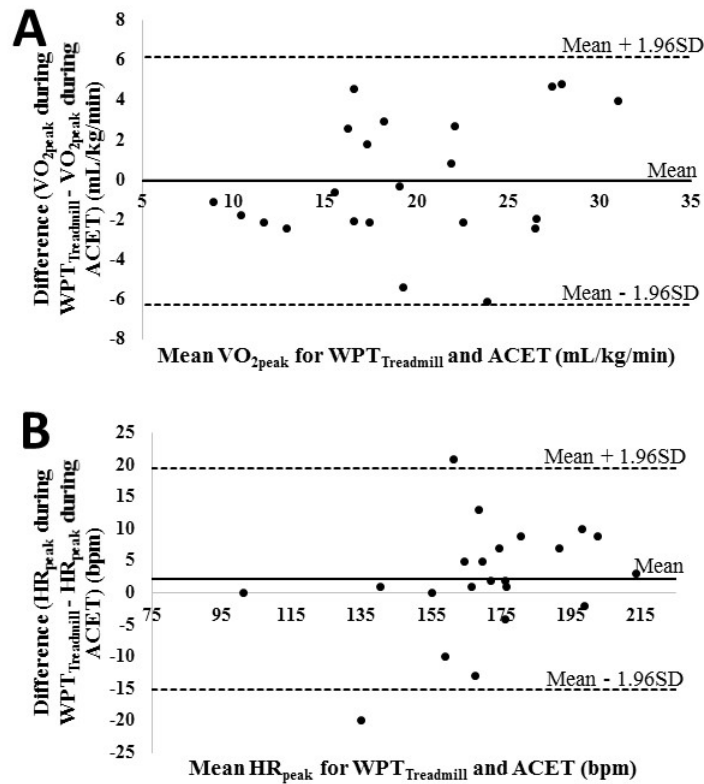 A
Difference (VO2peak during
WPTTreadmill - VO2peak during
ACET) (mL/kg/min)
8
6
4
2
0
-2
-4
-6
-8
Mean + 1.96SD
Mean
Mean - 1.96SD
5 10 15 20 25 30 35
Mean VO2peak for WPTTreadmill and ACET (mL/kg/min)
B
Difference (HRpeak during
WPTTreadmill - HRpeak during
ACET) (bpm)
25
20
15
10
5
0
-5
-10
-15
-20
-25
Mean + 1.96SD
Mean
Mean - 1.96SD
75 95 115 135 155 175 195 215
Mean HRpeak for WPTTreadmill and ACET (bpm)